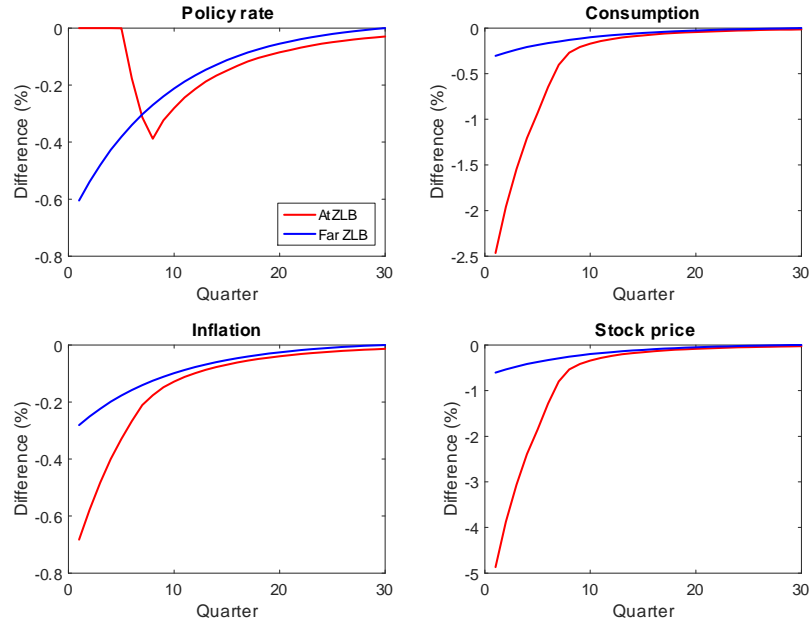 Policy rate
Difference (%)
0
-0.2
-0.4
-0.6
-0.8
0 10 20 30
Quarter
At ZLB
Far ZLB
Consumption
Difference (%)
0
-0.5
-1
-1.5
-2
-2.5
0 10 20 30
Quarter
Inflation
Difference (%)
0
-0.2
-0.4
-0.6
-0.8
0 10 20 30
Quarter
Stock price
Difference (%)
0
-1
-2
-3
-4
-5
0 10 20 30
Quarter